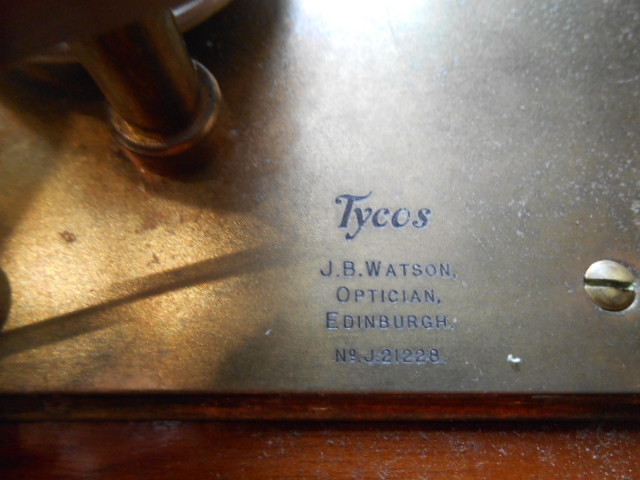 Tycos
J.B.WATSON,
OPTICIAN,
EDINBURGH.
Nº J.21228.